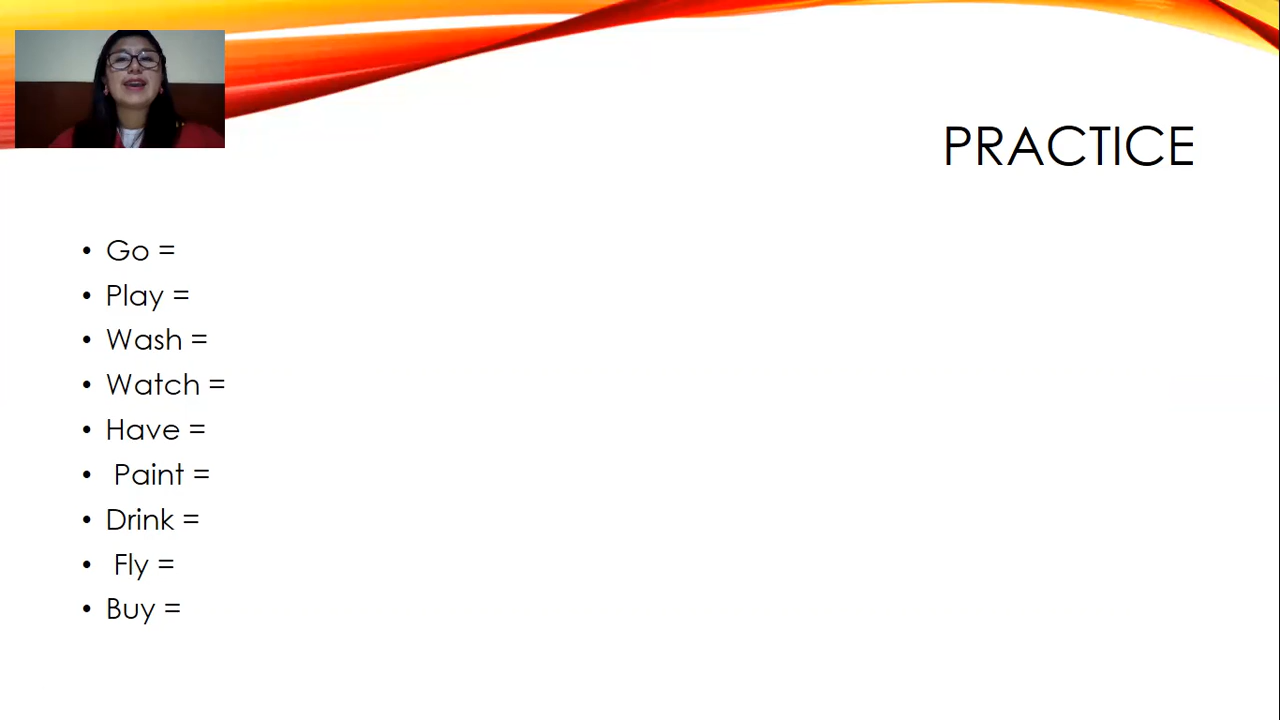 PRACTICE
• Go =
• Play =
• Wash =
• Watch =
• Have =
• Paint =
• Drink =
• Fly =
• Buy =